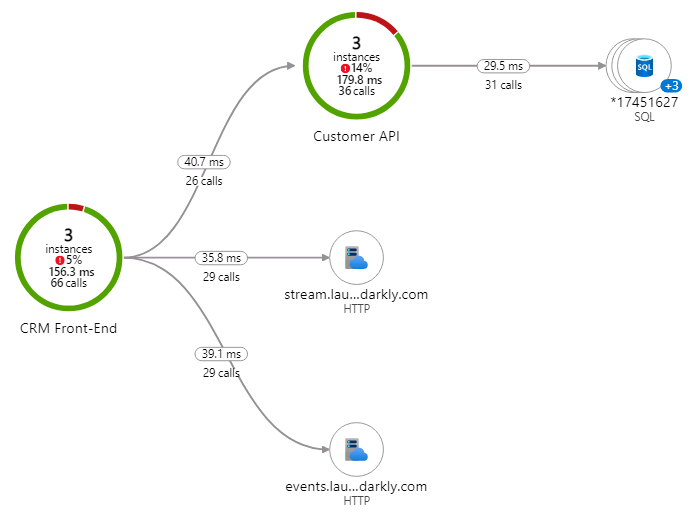 3
instances
14%
179.8 ms
36 calls
Customer API
29.5 ms
31 calls
SQL
+3
*17451627
SQL
40.7 ms
26 calls
3
instances
5%
156.3 ms
66 calls
CRM Front-End
35.8 ms
29 calls
stream.lau...darkly.com
HTTP
39.1 ms
29 calls
events.lau...darkly.com
HTTP